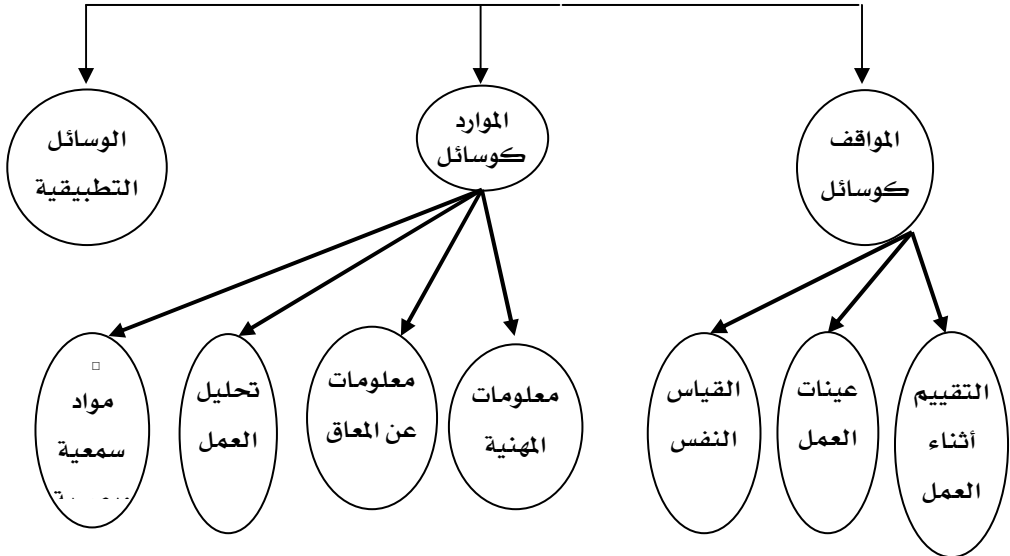 المواقف
كوسائل
الموارد
كوسائل
الوسائل
التطبيقية
التقييم
أثناء
العمل
عينات
العمل
القياس
النفس
معلومات
المهنية
معلومات
عن المعاق
تحليل
العمل
مواد
سمعية